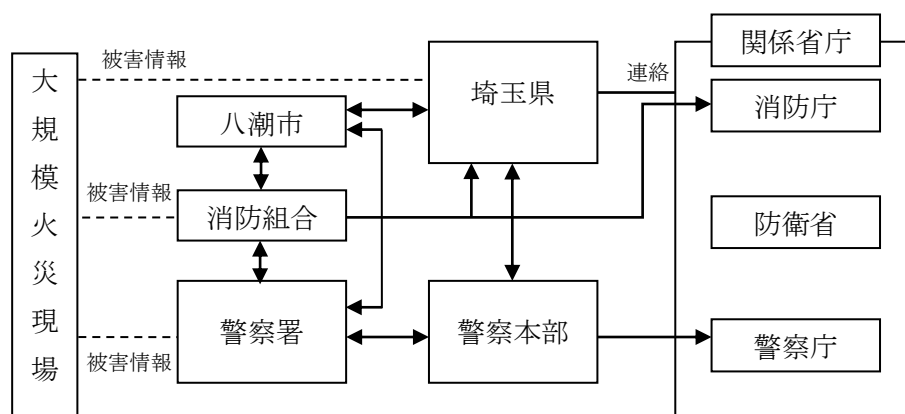 大規模火災現場
被害情報
被害情報
被害情報
八潮市
消防組合
警察署
埼玉県
警察本部
連絡
関係省庁
消防庁
防衛省
警察庁